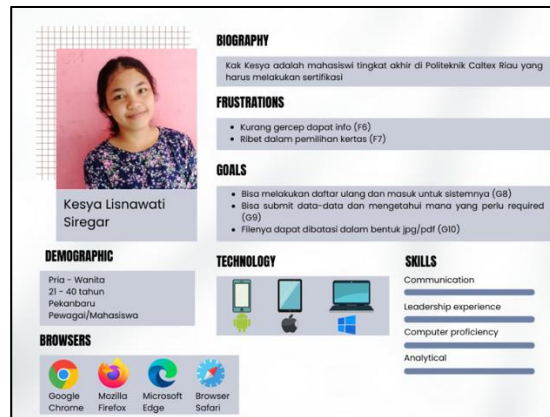 BIOGRAPHY
Kak Kesya adalah mahasiswi tingkat akhir di Politeknik Caltex Riau yang
harus melakukan sertifikasi
FRUSTRATIONS
• Kurang gercep dapat info (F6)
• Ribet dalam pemilihan kertas (F7)
GOALS
• Bisa melakukan daftar ulang dan masuk untuk sistemnya (G8)
• Bisa submit data-data dan mengetahui mana yang perlu required
(G9)
• Filenya dapat dibatasi dalam bentuk jpg/pdf (G10)
Kesya Lisnawati
Siregar
DEMOGRAPHIC
Pria - Wanita
21 - 40 tahun
Pekanbaru
Pewagai/Mahasiswa
TECHNOLOGY
SKILLS
Communication
Leadership experience
Computer proficiency
Analytical
BROWSERS
Google
Chrome
Mozilla
Firefox
Microsoft
Edge
Browser
Safari